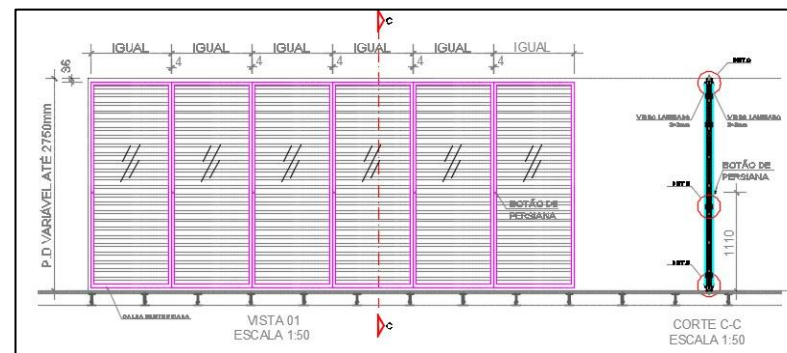 C
IGUAL IGUAL IGUAL IGUAL IGUAL IGUAL
4 4 4 4 4
36
P.D VARIÁVEL ATÉ 2750mm
BOTÃO DE
PERSIANA
VISTA 01
ESCALA 1:50
C
BOTÃO DE
PERSIANA
1110
CORTE C-C
ESCALA 1:50